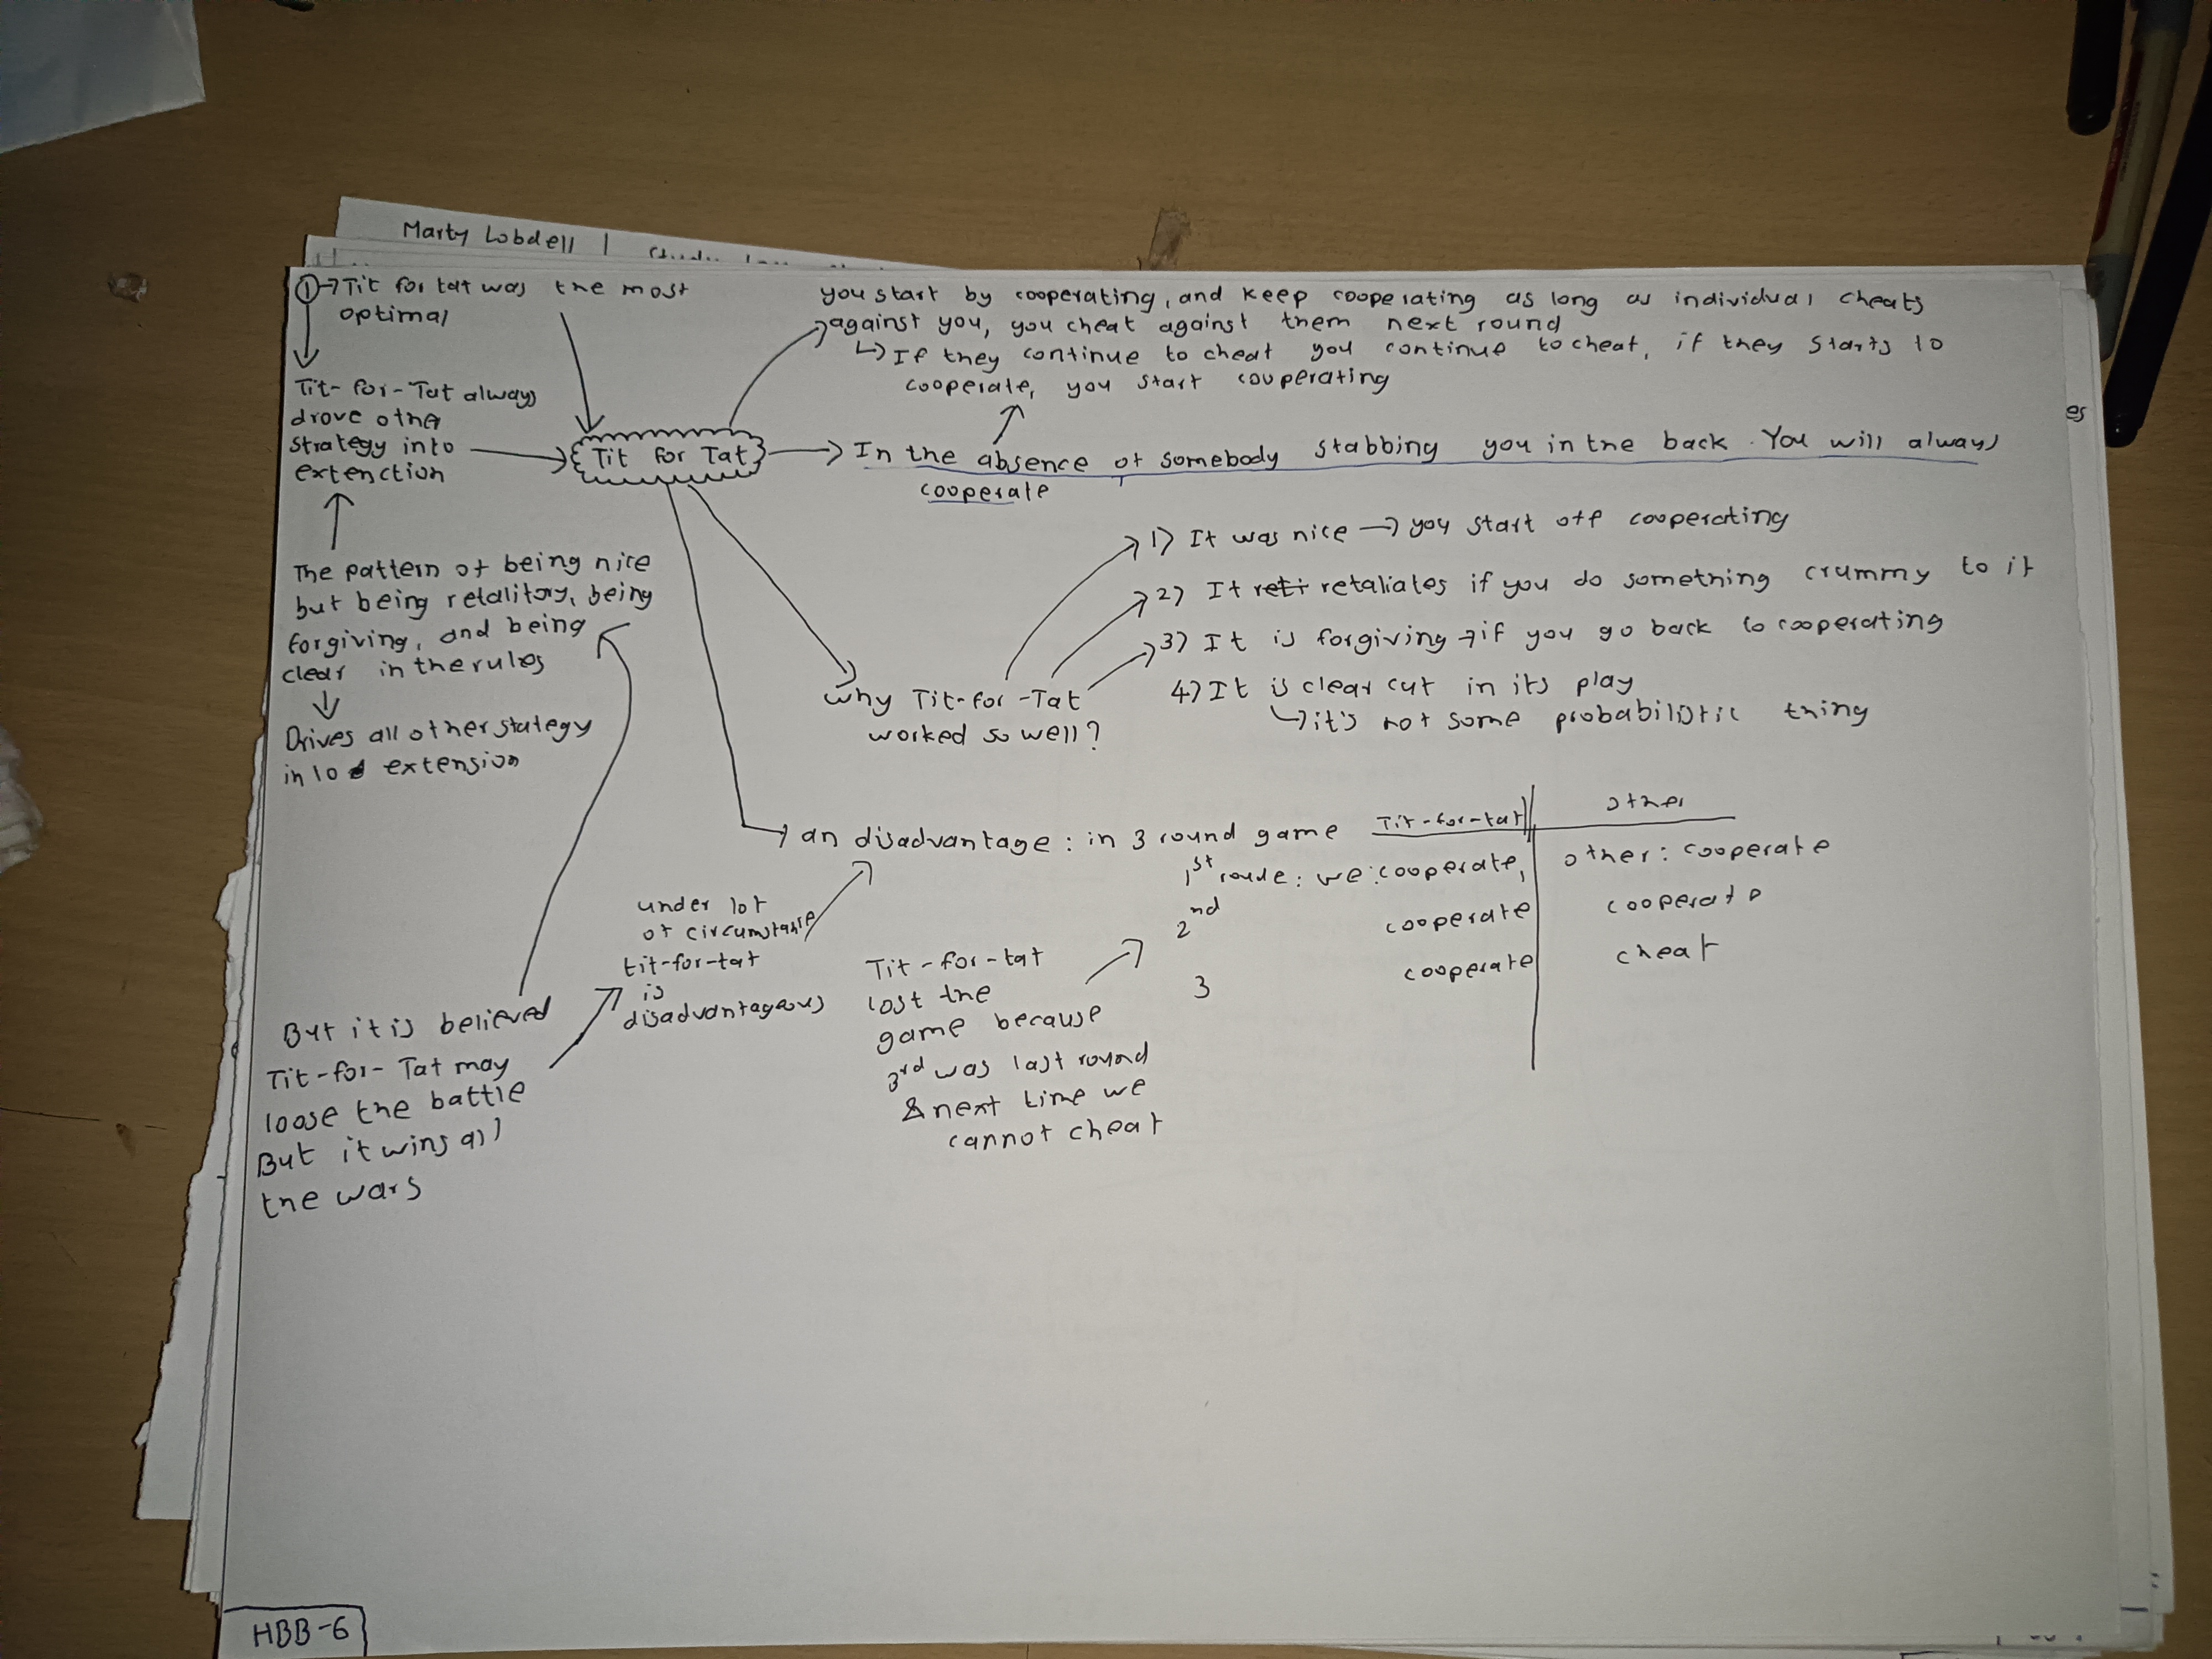 Marty Lobdell |
① → Tit for tat was the most
optimal
Tit-for-Tat always
drove other
strategy into
extenction
The pattern of being nice
but being retalitory, being
forgiving, and being
clear in the rules
↓
Drives all other stategy
into extension
But it is believed
Tit-for-Tat may
loose the battle
But it wins all
the wars
Tit for Tat
you start by cooperating, and keep cooperating as long as individual cheats
against you, you cheat against them next round
↳ If they continue to cheat you continue to cheat, if they starts to
cooperate, you start couperating
es
In the absence of somebody stabbing you in the back. You will always
cooperate
why Tit-for-Tat
worked so well?
1) It was nice → you start off cooperating
2) It reti retaliates if you do something crummy to it
3) It is forgiving → if you go back to cooperating
4) It is clear cut in its play
↳ it's not some probabilistic thing
an disadvantage: in 3 round game
under lot
of circumstance
tit-for-tat
is
disadvantageous
Tit-for-tat
lost the
game because
3rd was last round
& next time we
cannot cheat
Tit-for-tat || other
1st roude: we: cooperate, other: cooperate
2nd cooperate cooperate
3 cooperate cheat
HBB-6